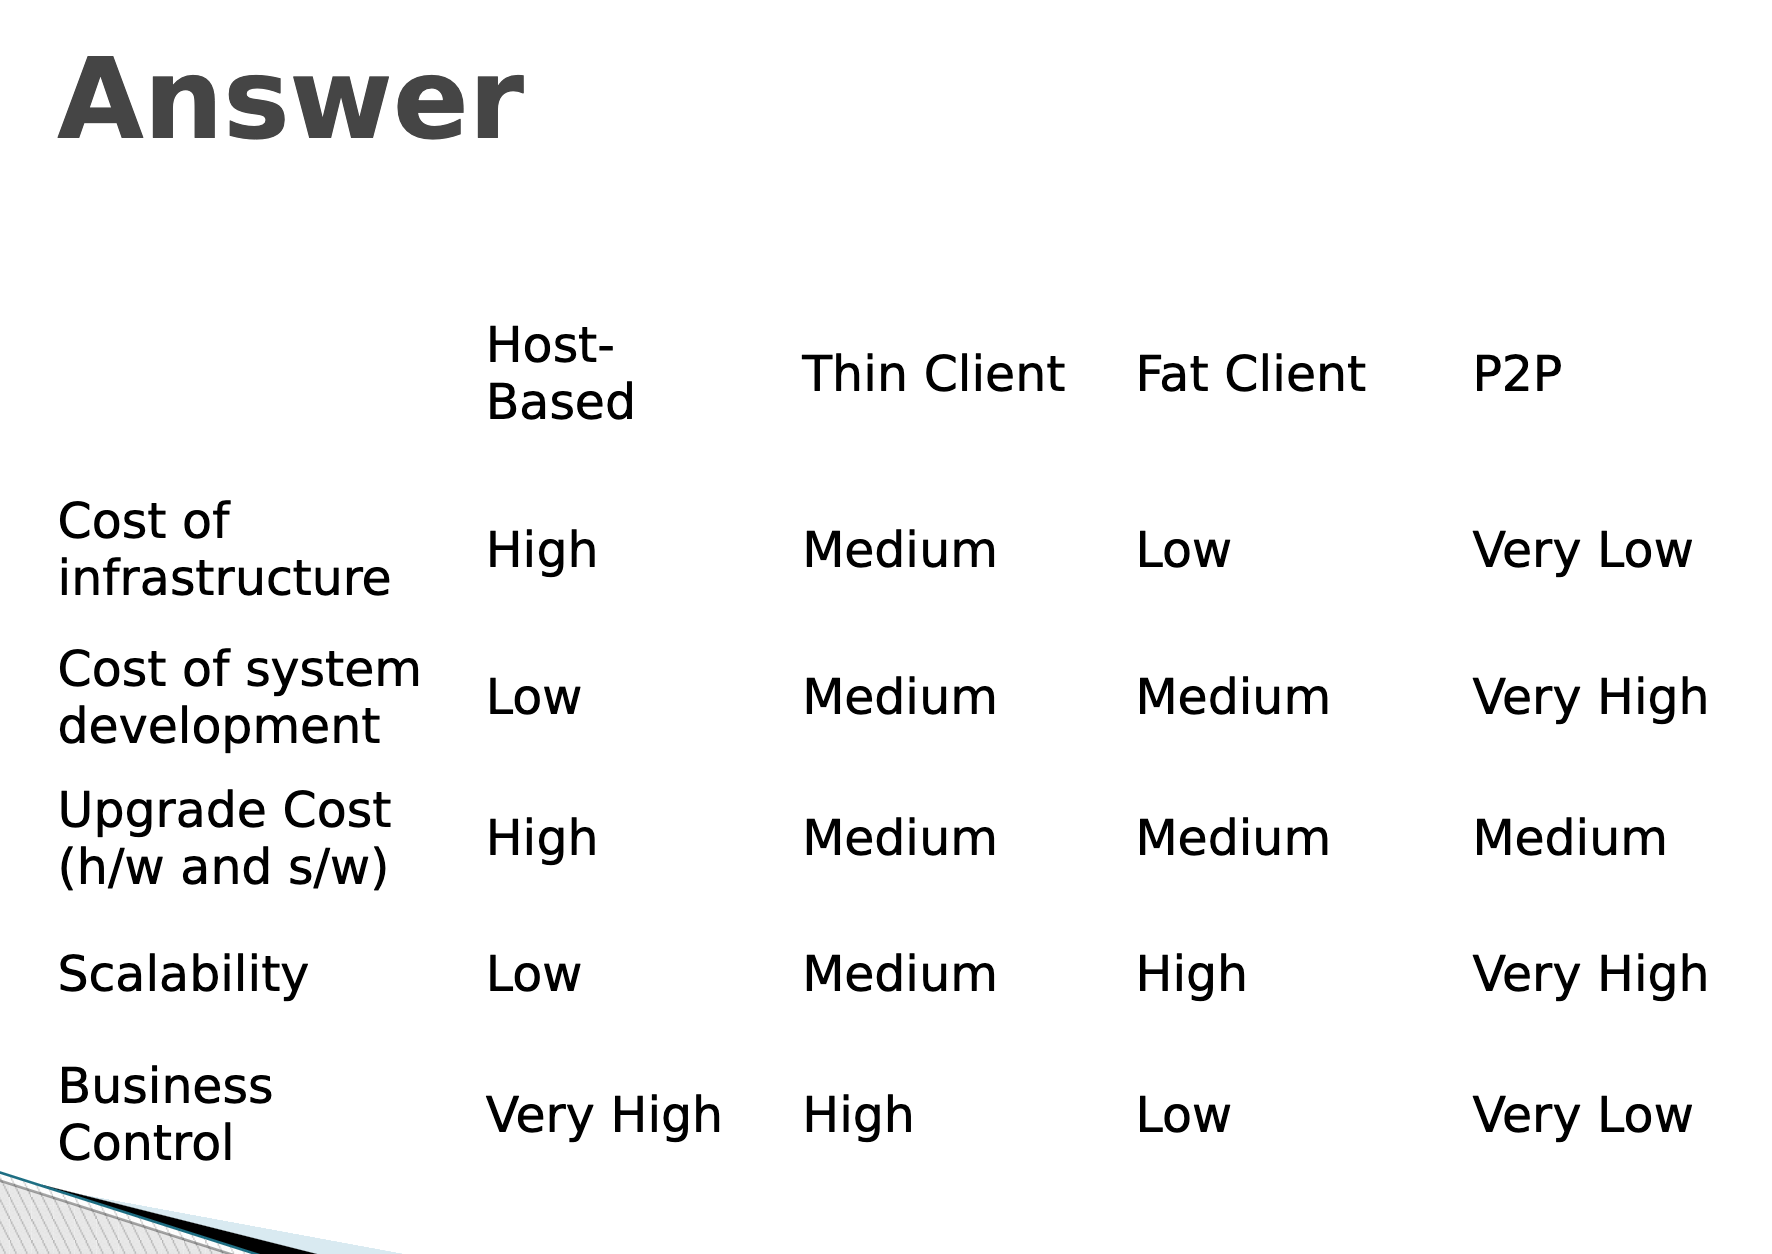 Answer
Host-
Based
Thin Client
Fat Client
P2P
Cost of
infrastructure
High
Medium
Low
Very Low
Cost of system
development
Low
Medium
Medium
Very High
Upgrade Cost
(h/w and s/w)
High
Medium
Medium
Medium
Scalability
Low
Medium
High
Very High
Business
Control
Very High
High
Low
Very Low